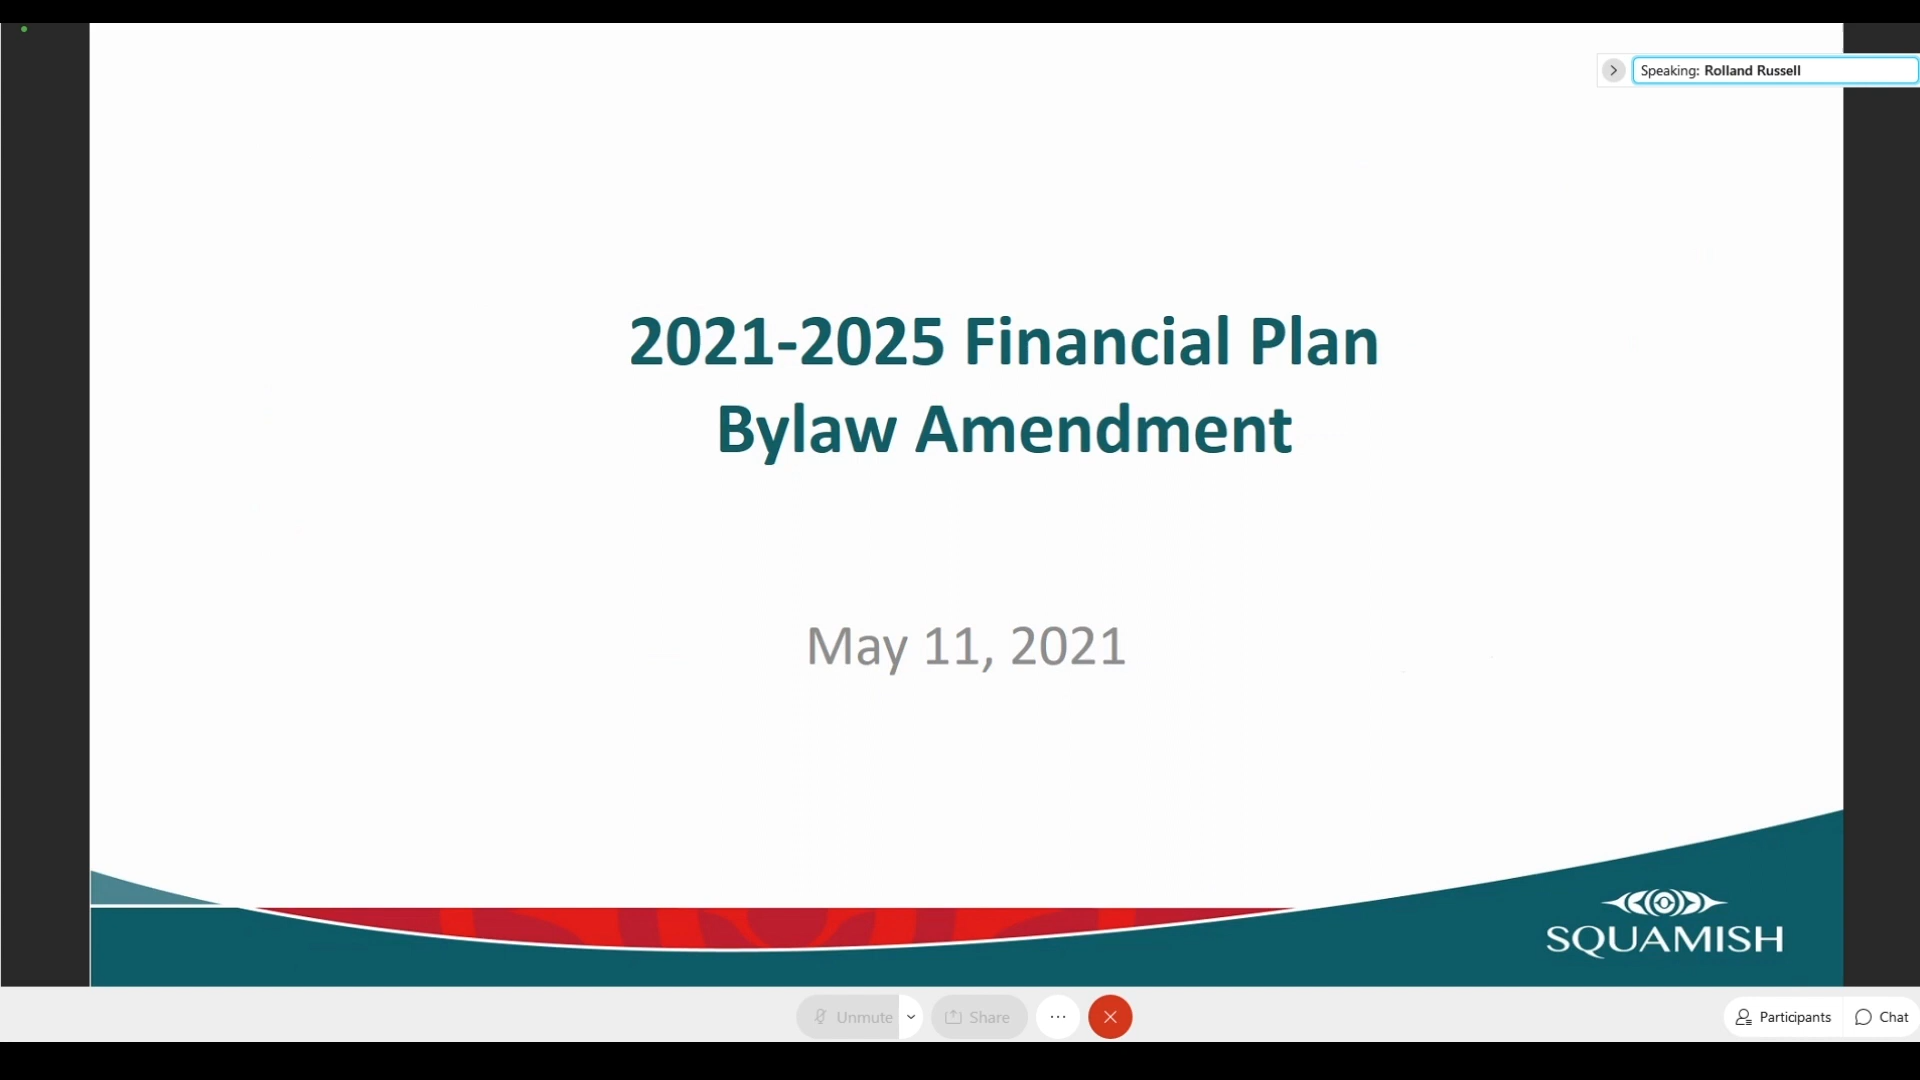 Speaking: Rolland Russell
2021-2025 Financial Plan
Bylaw Amendment
May 11, 2021
SQUAMISH
Unmute
Share
Participants
Chat